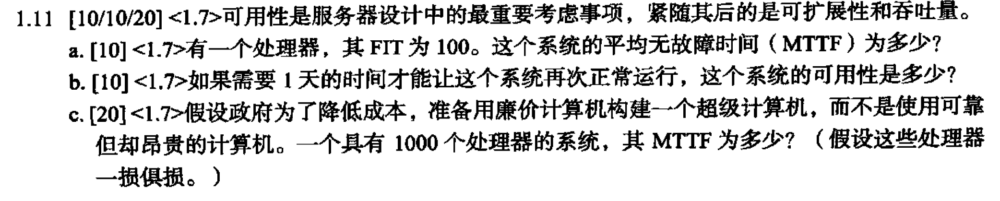 1.11 [10/10/20] <1.7>可用性是服务器设计中的最重要考虑事项，紧随其后的是可扩展性和吞吐量。
a. [10] <1.7>有一个处理器，其 FIT 为 100。这个系统的平均无故障时间（MTTF）为多少？
b. [10] <1.7>如果需要 1 天的时间才能让这个系统再次正常运行，这个系统的可用性是多少？
c. [20] <1.7>假设政府为了降低成本，准备用廉价计算机构建一个超级计算机，而不是使用可靠
但却昂贵的计算机。一个具有 1000 个处理器的系统，其 MTTF 为多少？（假设这些处理器
一损俱损。）